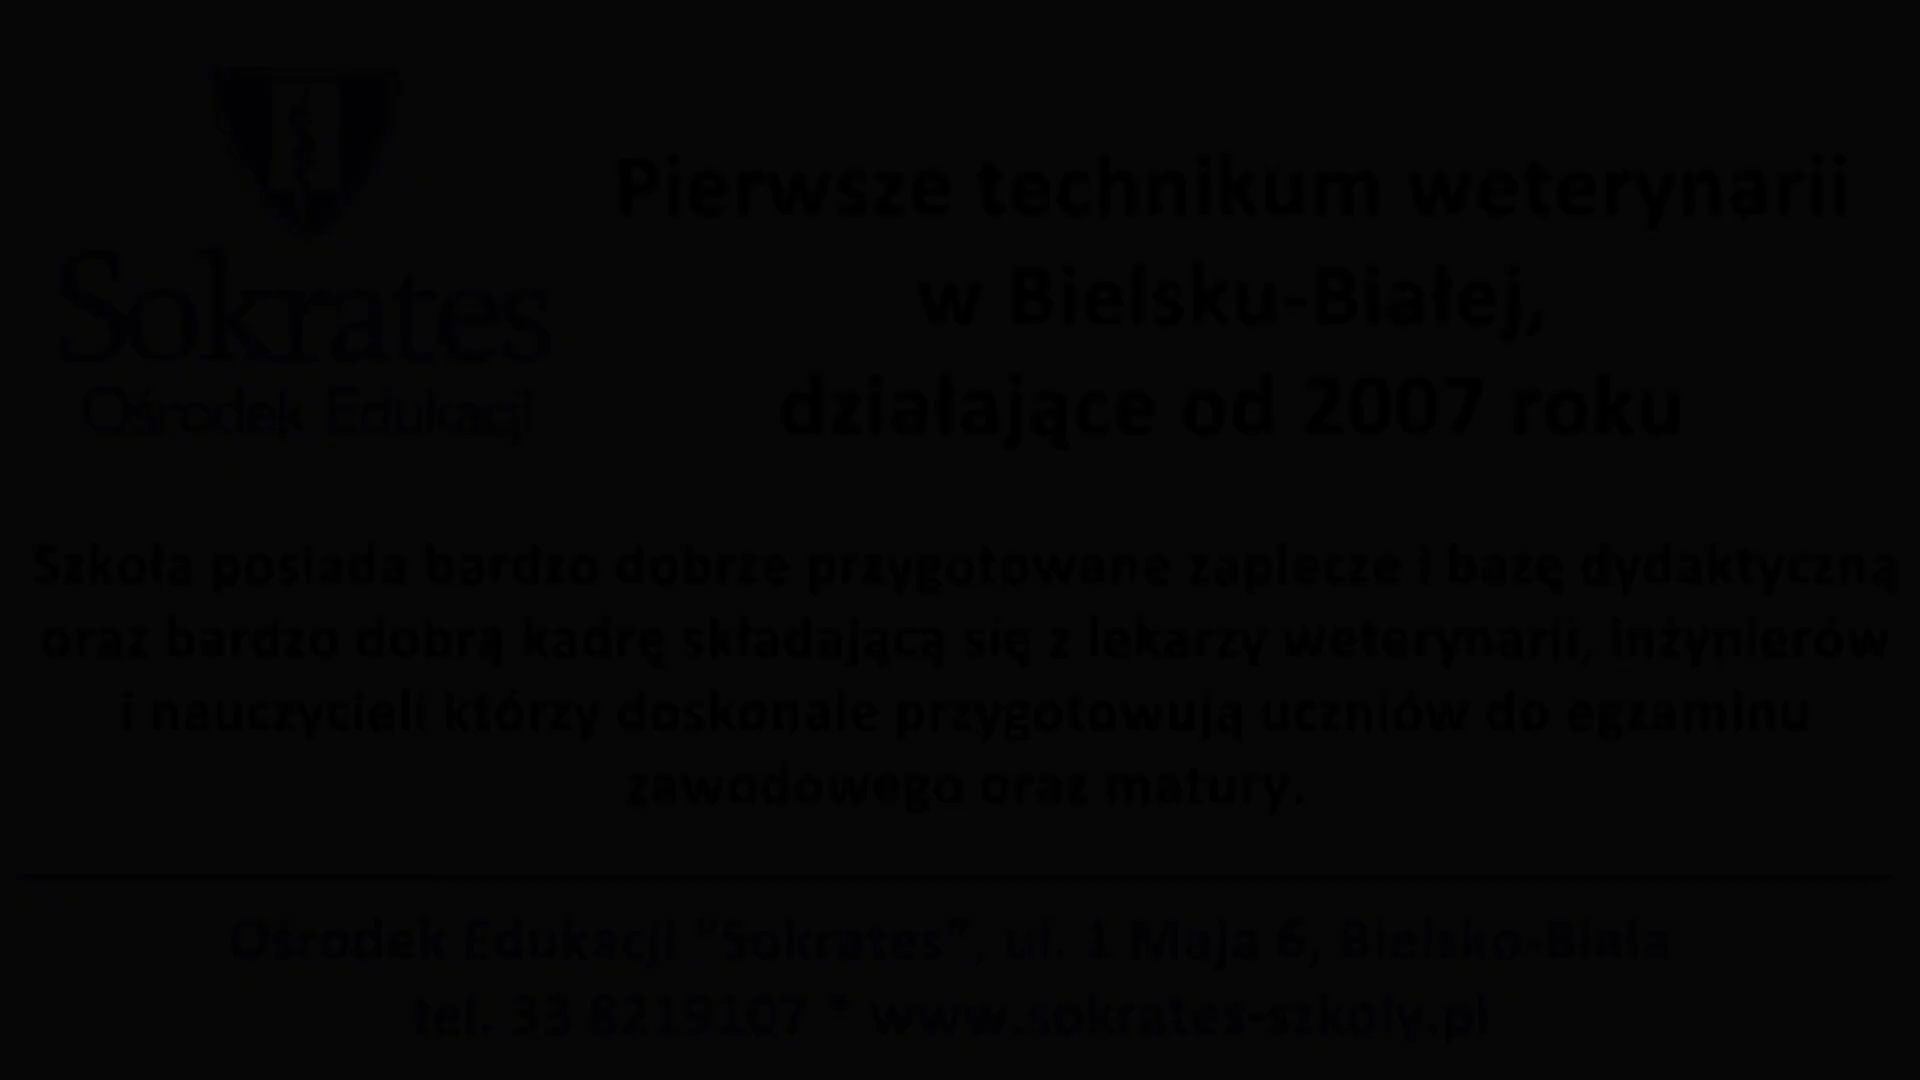 Sokrates
Ośrodek Edukacji
Pierwsze technikum weterynarii
w Bielsku-Białej,
działające od 2007 roku
Szkoła posiada bardzo dobrze przygotowane zaplecze i bazę dydaktyczną
oraz bardzo dobrą kadrę składającą się z lekarzy weterynarii, inżynierów
i nauczycieli którzy doskonale przygotowują uczniów do egzaminu
zawodowego oraz matury.
Ośrodek Edukacji "Sokrates", ul. 1 Maja 6, Bielsko-Biała
tel. 33 8219107 * www.sokrates-szkoly.pl